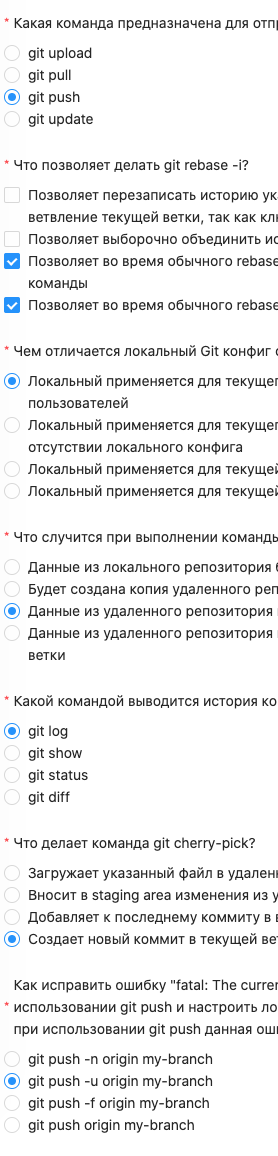 * Какая команда предназначена для отп
git upload
git pull
git push
git update
* Что позволяет делать git rebase -i?
Позволяет перезаписать историю ук
ветвление текущей ветки, так как кл
Позволяет выборочно объединить ис
Позволяет во время обычного rebase
команды
Позволяет во время обычного rebase
* Чем отличается локальный Git конфиг
Локальный применяется для текущег
пользователей
Локальный применяется для текущег
отсутствии локального конфига
Локальный применяется для текущей
Локальный применяется для текущей
* Что случится при выполнении команды
Данные из локального репозитория
Будет создана копия удаленного реп
Данные из удаленного репозитория
Данные из удаленного репозитория
ветки
* Какой командой выводится история ко
git log
git show
git status
git diff
* Что делает команда git cherry-pick?
Загружает указанный файл в удален
Вносит в staging area изменения из у
Добавляет к последнему коммиту в
Создает новый коммит в текущей ве
Как исправить ошибку "fatal: The curren
* использовании git push и настроить ло
при использовании git push данная ош
git push -n origin my-branch
git push -u origin my-branch
git push -f origin my-branch
git push origin my-branch